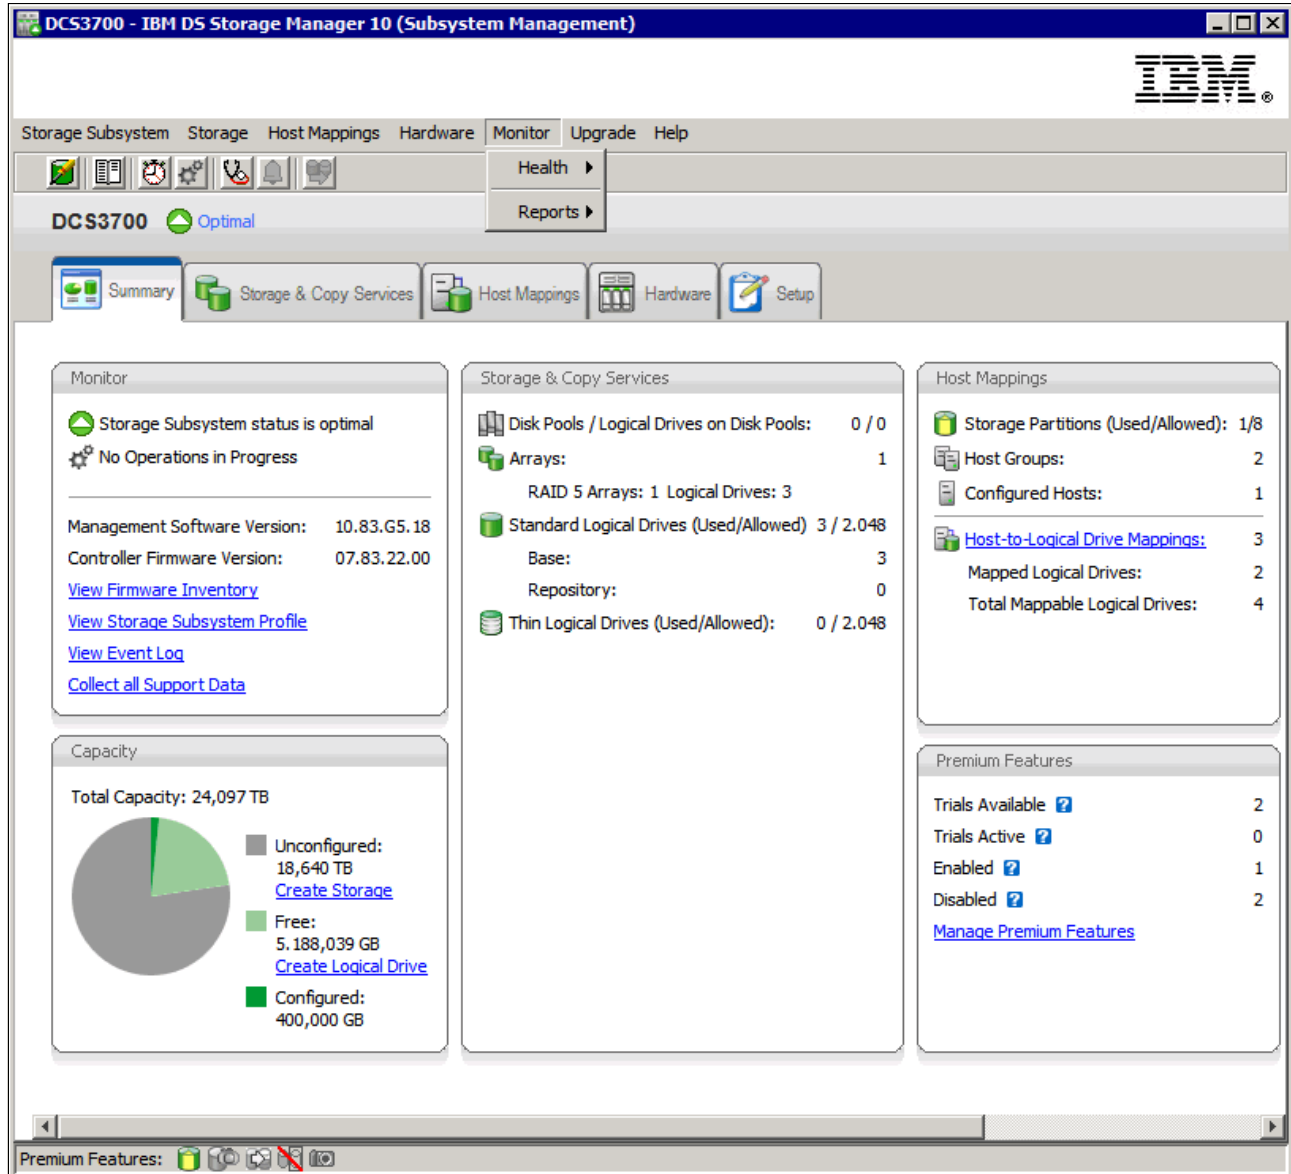 DCS3700 - IBM DS Storage Manager 10 (Subsystem Management)
IBM®
Storage Subsystem Storage Host Mappings Hardware Monitor Upgrade Help
Health
Reports
DCS3700 Optimal
Summary Storage & Copy Services Host Mappings Hardware Setup
Monitor
Storage Subsystem status is optimal
No Operations in Progress
Management Software Version: 10.83.G5.18
Controller Firmware Version: 07.83.22.00
View Firmware Inventory
View Storage Subsystem Profile
View Event Log
Collect all Support Data
Capacity
Total Capacity: 24,097 TB
Unconfigured:
18,640 TB
Create Storage
Free:
5.188,039 GB
Create Logical Drive
Configured:
400,000 GB
Storage & Copy Services
Disk Pools / Logical Drives on Disk Pools: 0 / 0
Arrays: 1
RAID 5 Arrays: 1 Logical Drives: 3
Standard Logical Drives (Used/Allowed) 3 / 2.048
Base: 3
Repository: 0
Thin Logical Drives (Used/Allowed): 0 / 2.048
Host Mappings
Storage Partitions (Used/Allowed): 1/8
Host Groups: 2
Configured Hosts: 1
Host-to-Logical Drive Mappings: 3
Mapped Logical Drives: 2
Total Mappable Logical Drives: 4
Premium Features
Trials Available ? 2
Trials Active ? 0
Enabled ? 1
Disabled ? 2
Manage Premium Features
Premium Features: